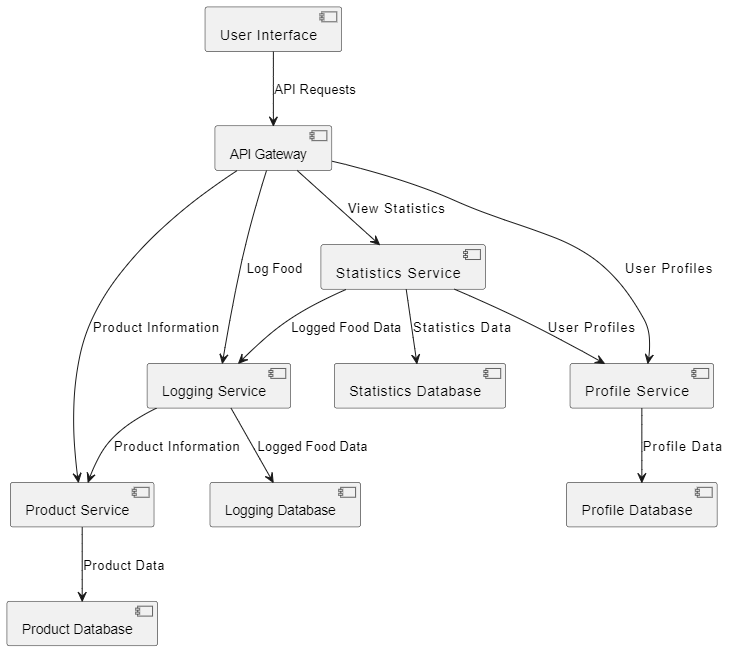 User Interface
API Requests
API Gateway
View Statistics
Log Food
User Profiles
Statistics Service
Product Information
Logged Food Data
Statistics Data
User Profiles
Logging Service
Statistics Database
Profile Service
Product Information
Logged Food Data
Profile Data
Product Service
Logging Database
Profile Database
Product Data
Product Database